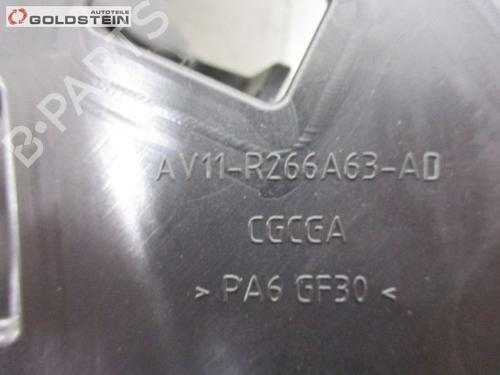 AUTOTEILE
GOLDSTEIN
B-PARTS
AV11-R266A63-AD
CGCGA
> PA6 GF30 <